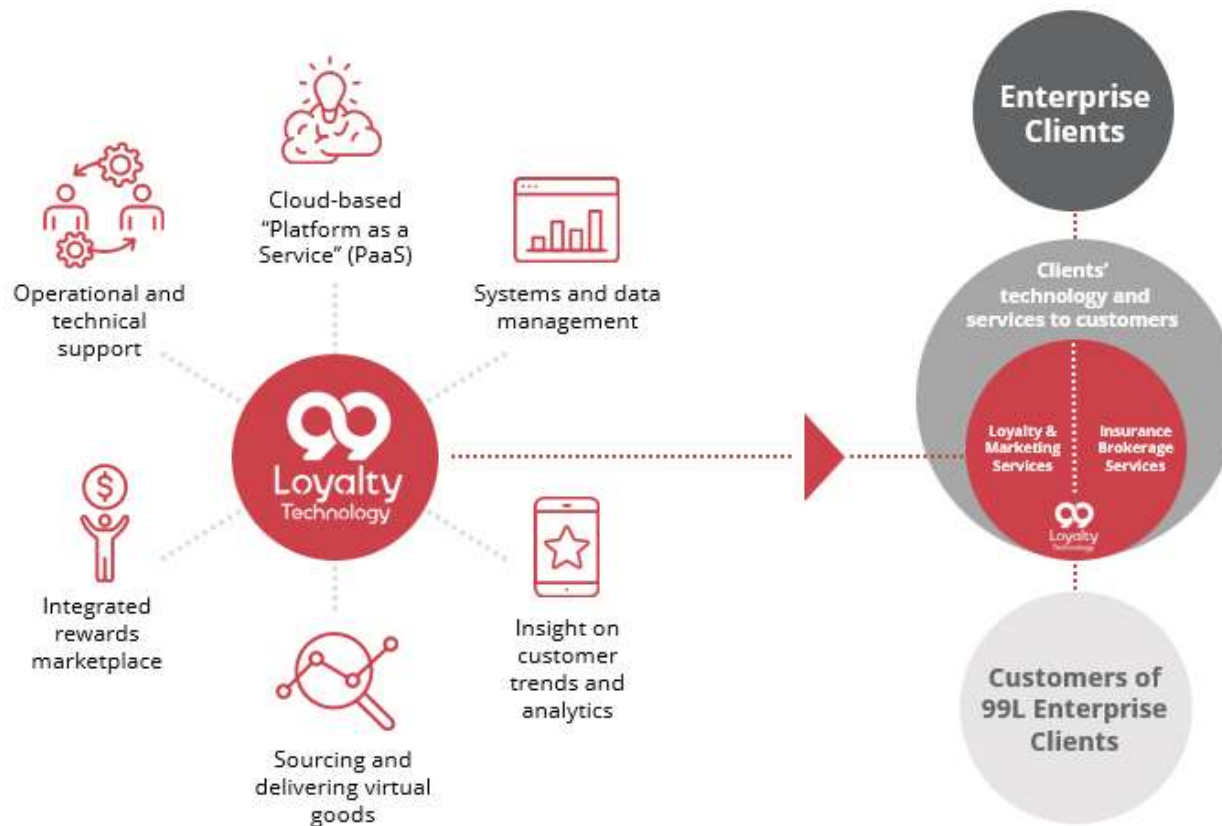 Cloud-based
“Platform as a
Service” (PaaS)
Operational and
technical
support
Systems and data
management
99
Loyalty
Technology
Integrated
rewards
marketplace
Insight on
customer
trends and
analytics
Sourcing and
delivering virtual
goods
Enterprise
Clients
Clients’
technology and
services to customers
Loyalty &
Marketing
Services
Insurance
Brokerage
Services
99
Loyalty
Technology
Customers of
99L Enterprise
Clients
$